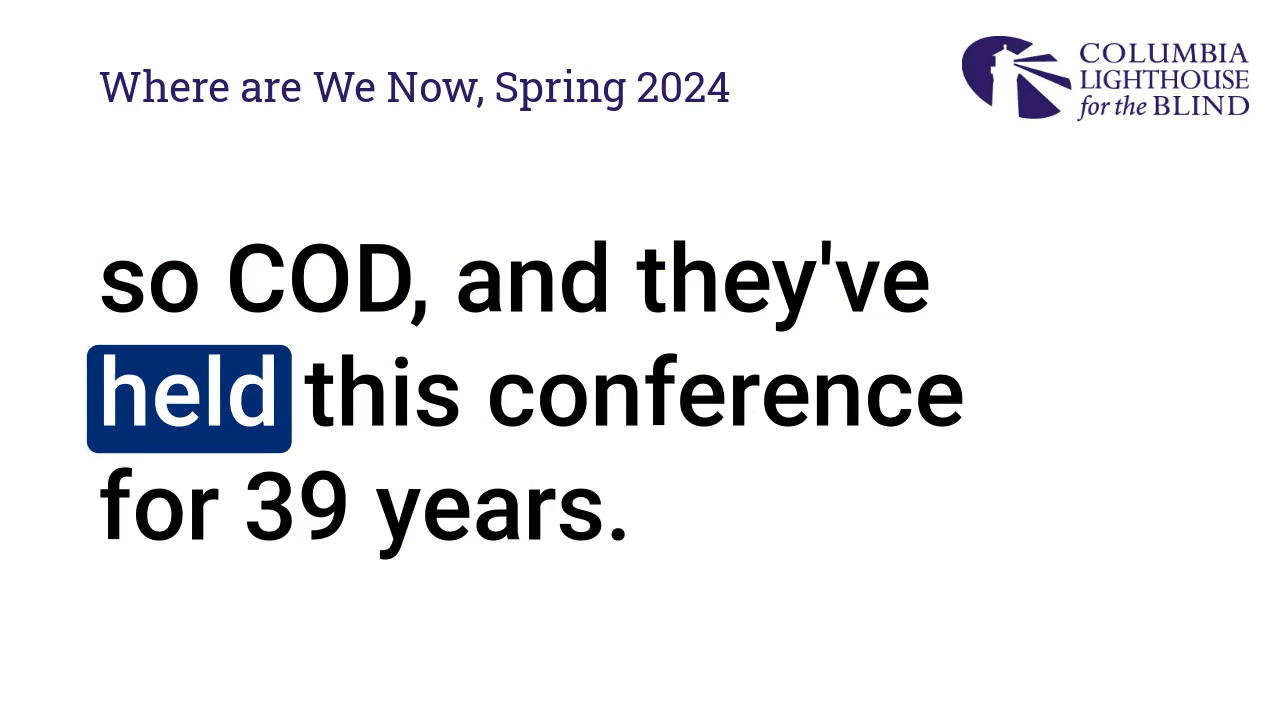 Where are We Now, Spring 2024
COLUMBIA
LIGHTHOUSE
for the BLIND
so COD, and they've
held this conference
for 39 years.